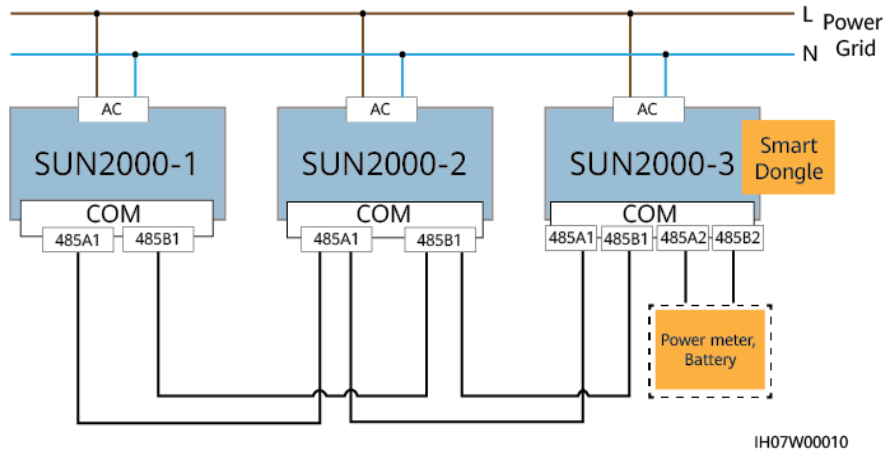 L Power
Grid
N
AC
AC
AC
SUN2000-1
SUN2000-2
SUN2000-3
Smart
Dongle
COM
COM
COM
485A1
485B1
485A1
485B1
485A1
485B1
485A2
485B2
Power meter,
Battery
IH07W00010